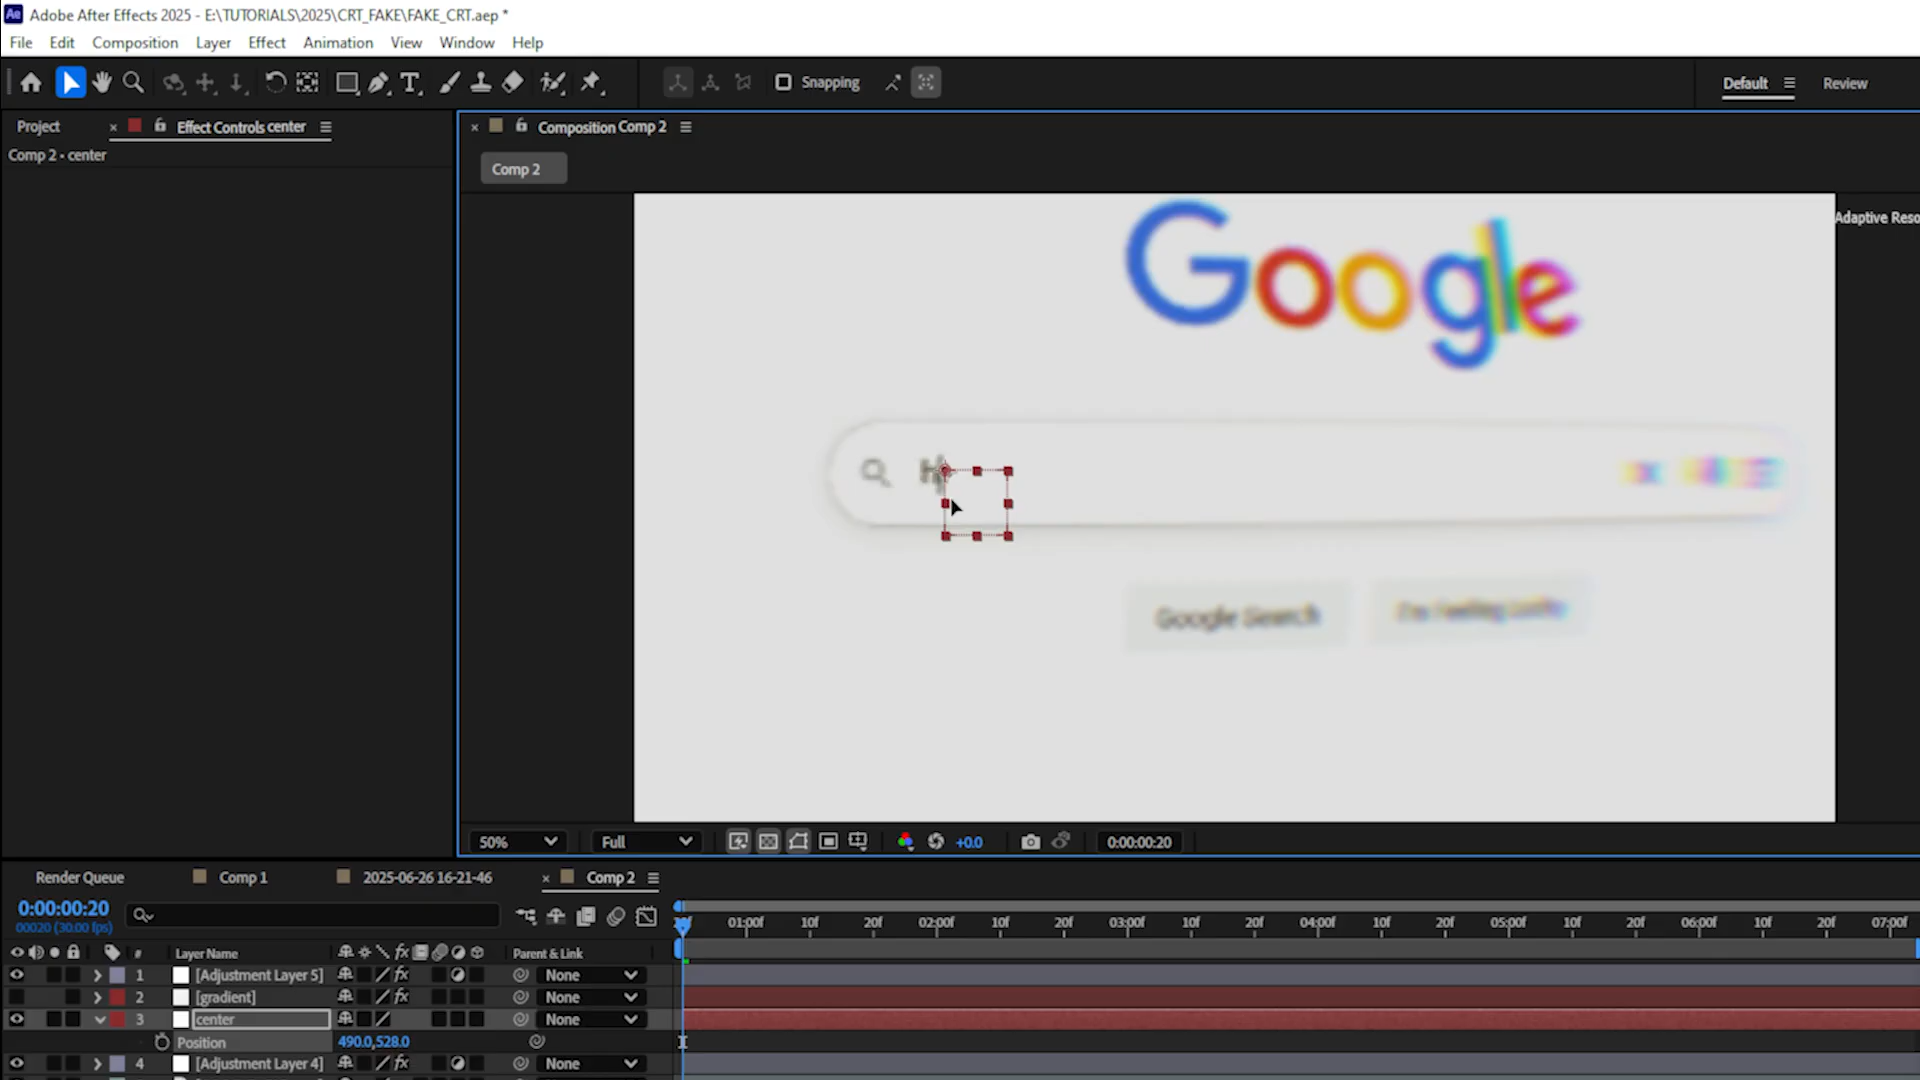 Adobe After Effects 2025 - E:\TUTORIALS\2025\CRT_FAKE\FAKE_CRT.aep *
File Edit Composition Layer Effect Animation View Window Help
Snapping
Default
Review
Project
Effect Controls center
Composition Comp 2
Comp 2 • center
Comp 2
Adaptive Reso
Google
H
Google Search
I'm Feeling Lucky
50%
Full
+0.0
0:00:00:20
Render Queue
Comp 1
2025-06-26 16-21-46
Comp 2
0:00:00:20
00020 (30.00 fps)
01:00f 10f 20f 02:00f 10f 20f 03:00f 10f 20f 04:00f 10f 20f 05:00f 10f 20f 06:00f 10f 20f 07:00f
# Layer Name fx Parent & Link
1 [Adjustment Layer 5] fx None
2 [gradient] fx None
3 center None
Position 490.0,528.0
4 [Adjustment Layer 4] fx None